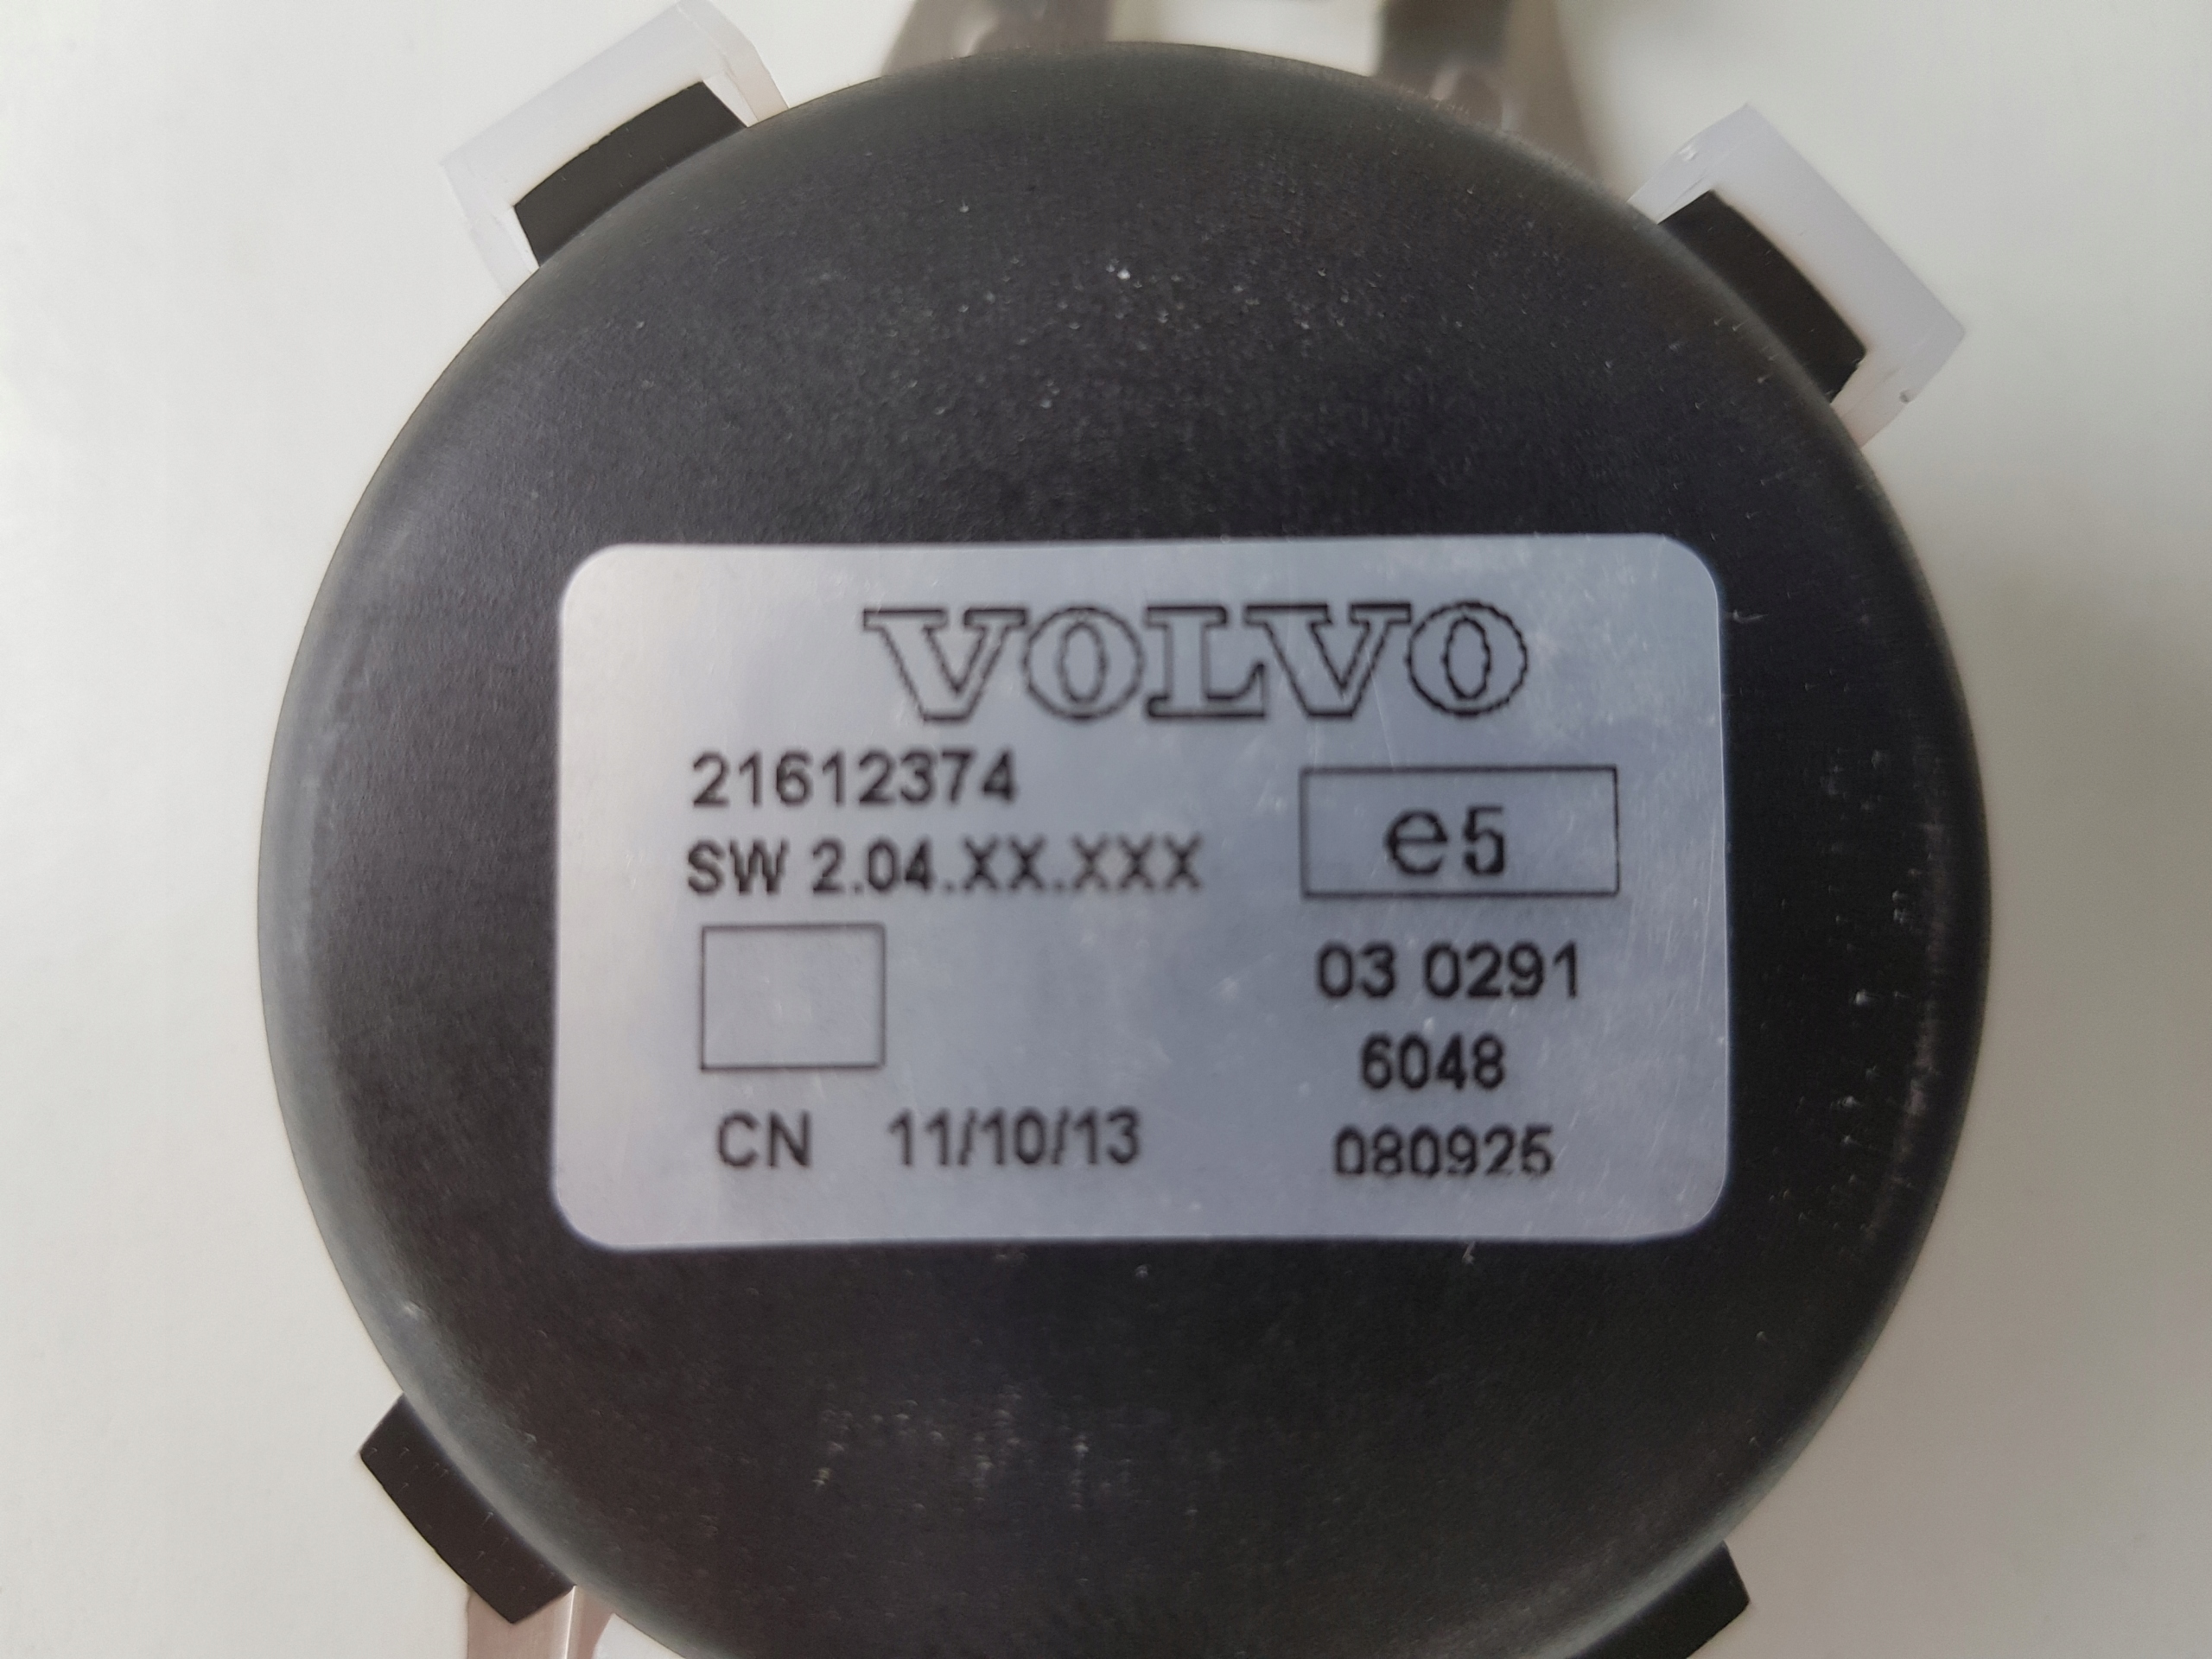 VOLVO
21612374
SW 2.04.XX.XXX
e5
03 0291
6048
CN 11/10/13
080925